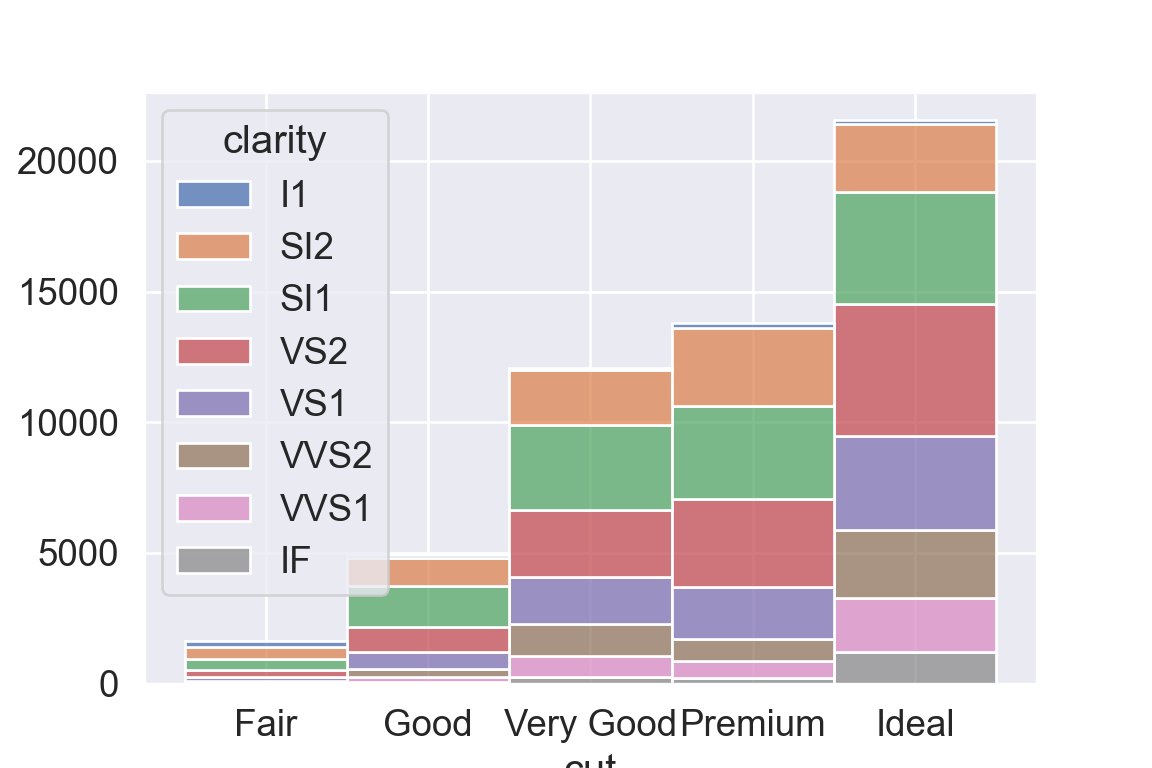 clarity
I1
SI2
SI1
VS2
VS1
VVS2
VVS1
IF
20000
15000
10000
5000
0
Fair Good Very Good Premium Ideal
cut